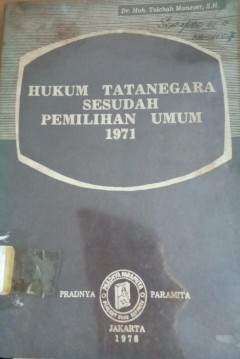 Dr. Moh. Tolchah Mansoer, S.H.
HUKUM TATANEGARA
SESUDAH
PEMILIHAN UMUM
1971
PRADNYA PARAMITA
JAKARTA
1978